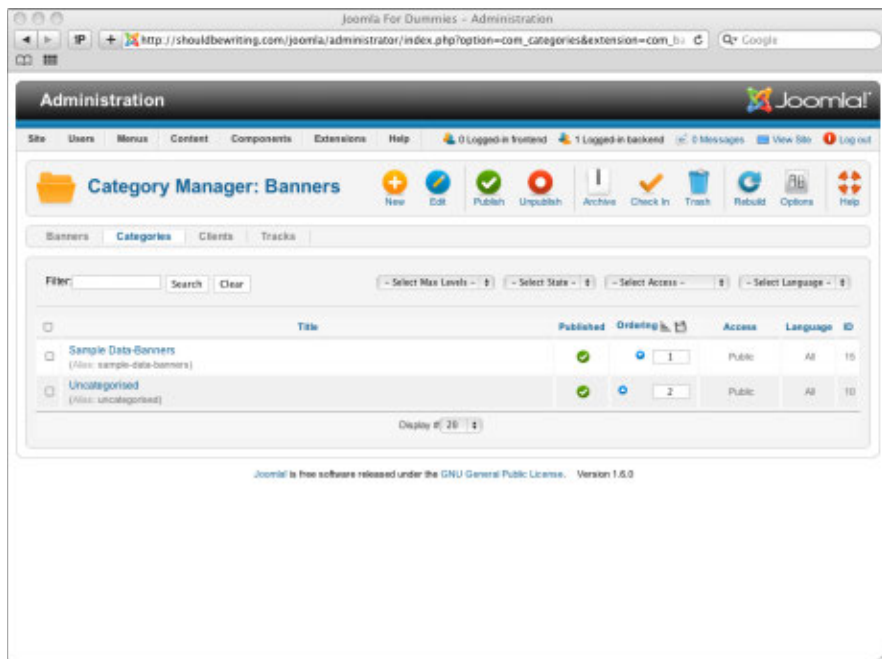 Joomla For Dummies – Administration
http://shouldbewriting.com/joomla/administrator/index.php?option=com_categories&extension=com_ba
Google
Administration
Joomla!
Site Users Menus Content Components Extensions Help 0 Logged-in frontend 1 Logged-in backend 0 Messages View Site Log out
Category Manager: Banners
New Edit Publish Unpublish Archive Check In Trash Rebuild Options Help
Banners Categories Clients Tracks
Filter: Search Clear - Select Max Levels - - Select State - - Select Access - - Select Language -
Title Published Ordering Access Language ID
Sample Data-Banners 1 Public All 15
(Alias: sample-data-banners)
Uncategorised 2 Public All 10
(Alias: uncategorised)
Display # 20
Joomla! is free software released under the GNU General Public License. Version 1.6.0